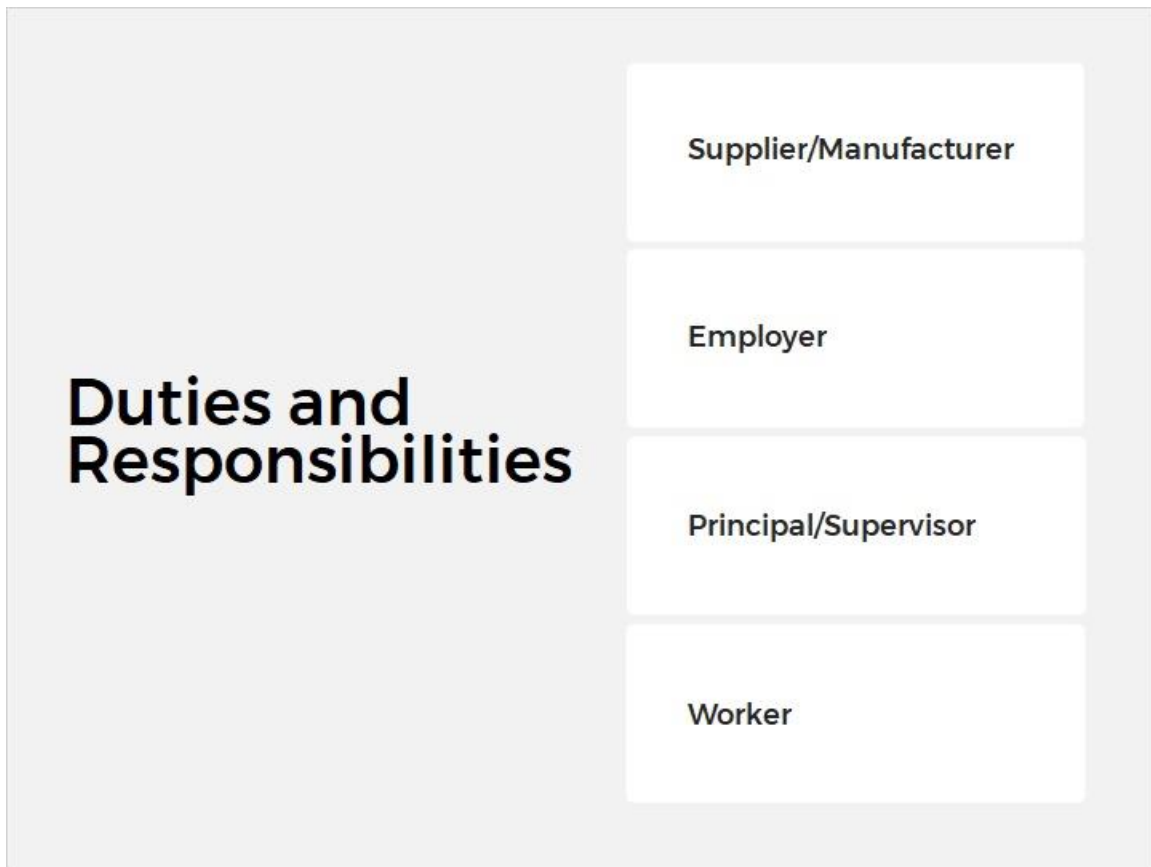 Duties and
Responsibilities
Supplier/Manufacturer
Employer
Principal/Supervisor
Worker